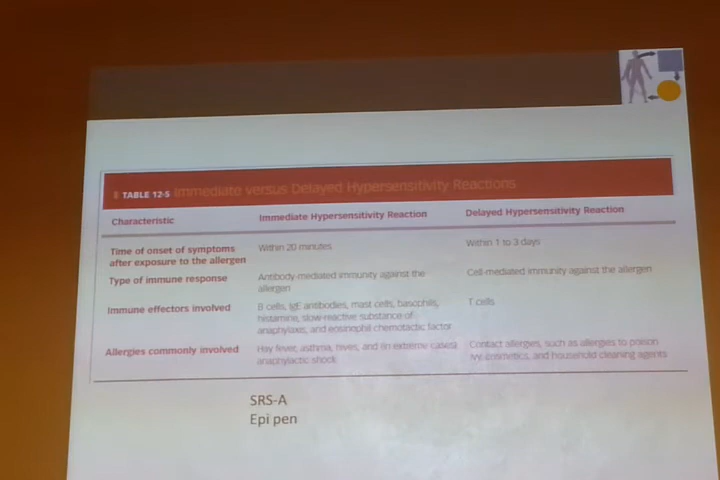 TABLE 12-5 Immediate versus Delayed Hypersensitivity Reactions
Characteristic
Immediate Hypersensitivity Reaction
Delayed Hypersensitivity Reaction
Time of onset of symptoms
after exposure to the allergen
Within 20 minutes
Within 1 to 3 days
Type of immune response
Antibody-mediated immunity against the
allergen
Cell-mediated immunity against the allergen
Immune effectors involved
B cells, IgE antibodies, mast cells, basophils,
histamine, slow-reactive substance of
anaphylaxis, and eosinophil chemotactic factor
T cells
Allergies commonly involved
Hay fever, asthma, hives, and (in extreme cases)
anaphylactic shock
Contact allergies, such as allergies to poison
ivy, cosmetics, and household cleaning agents
SRS-A
Epi pen